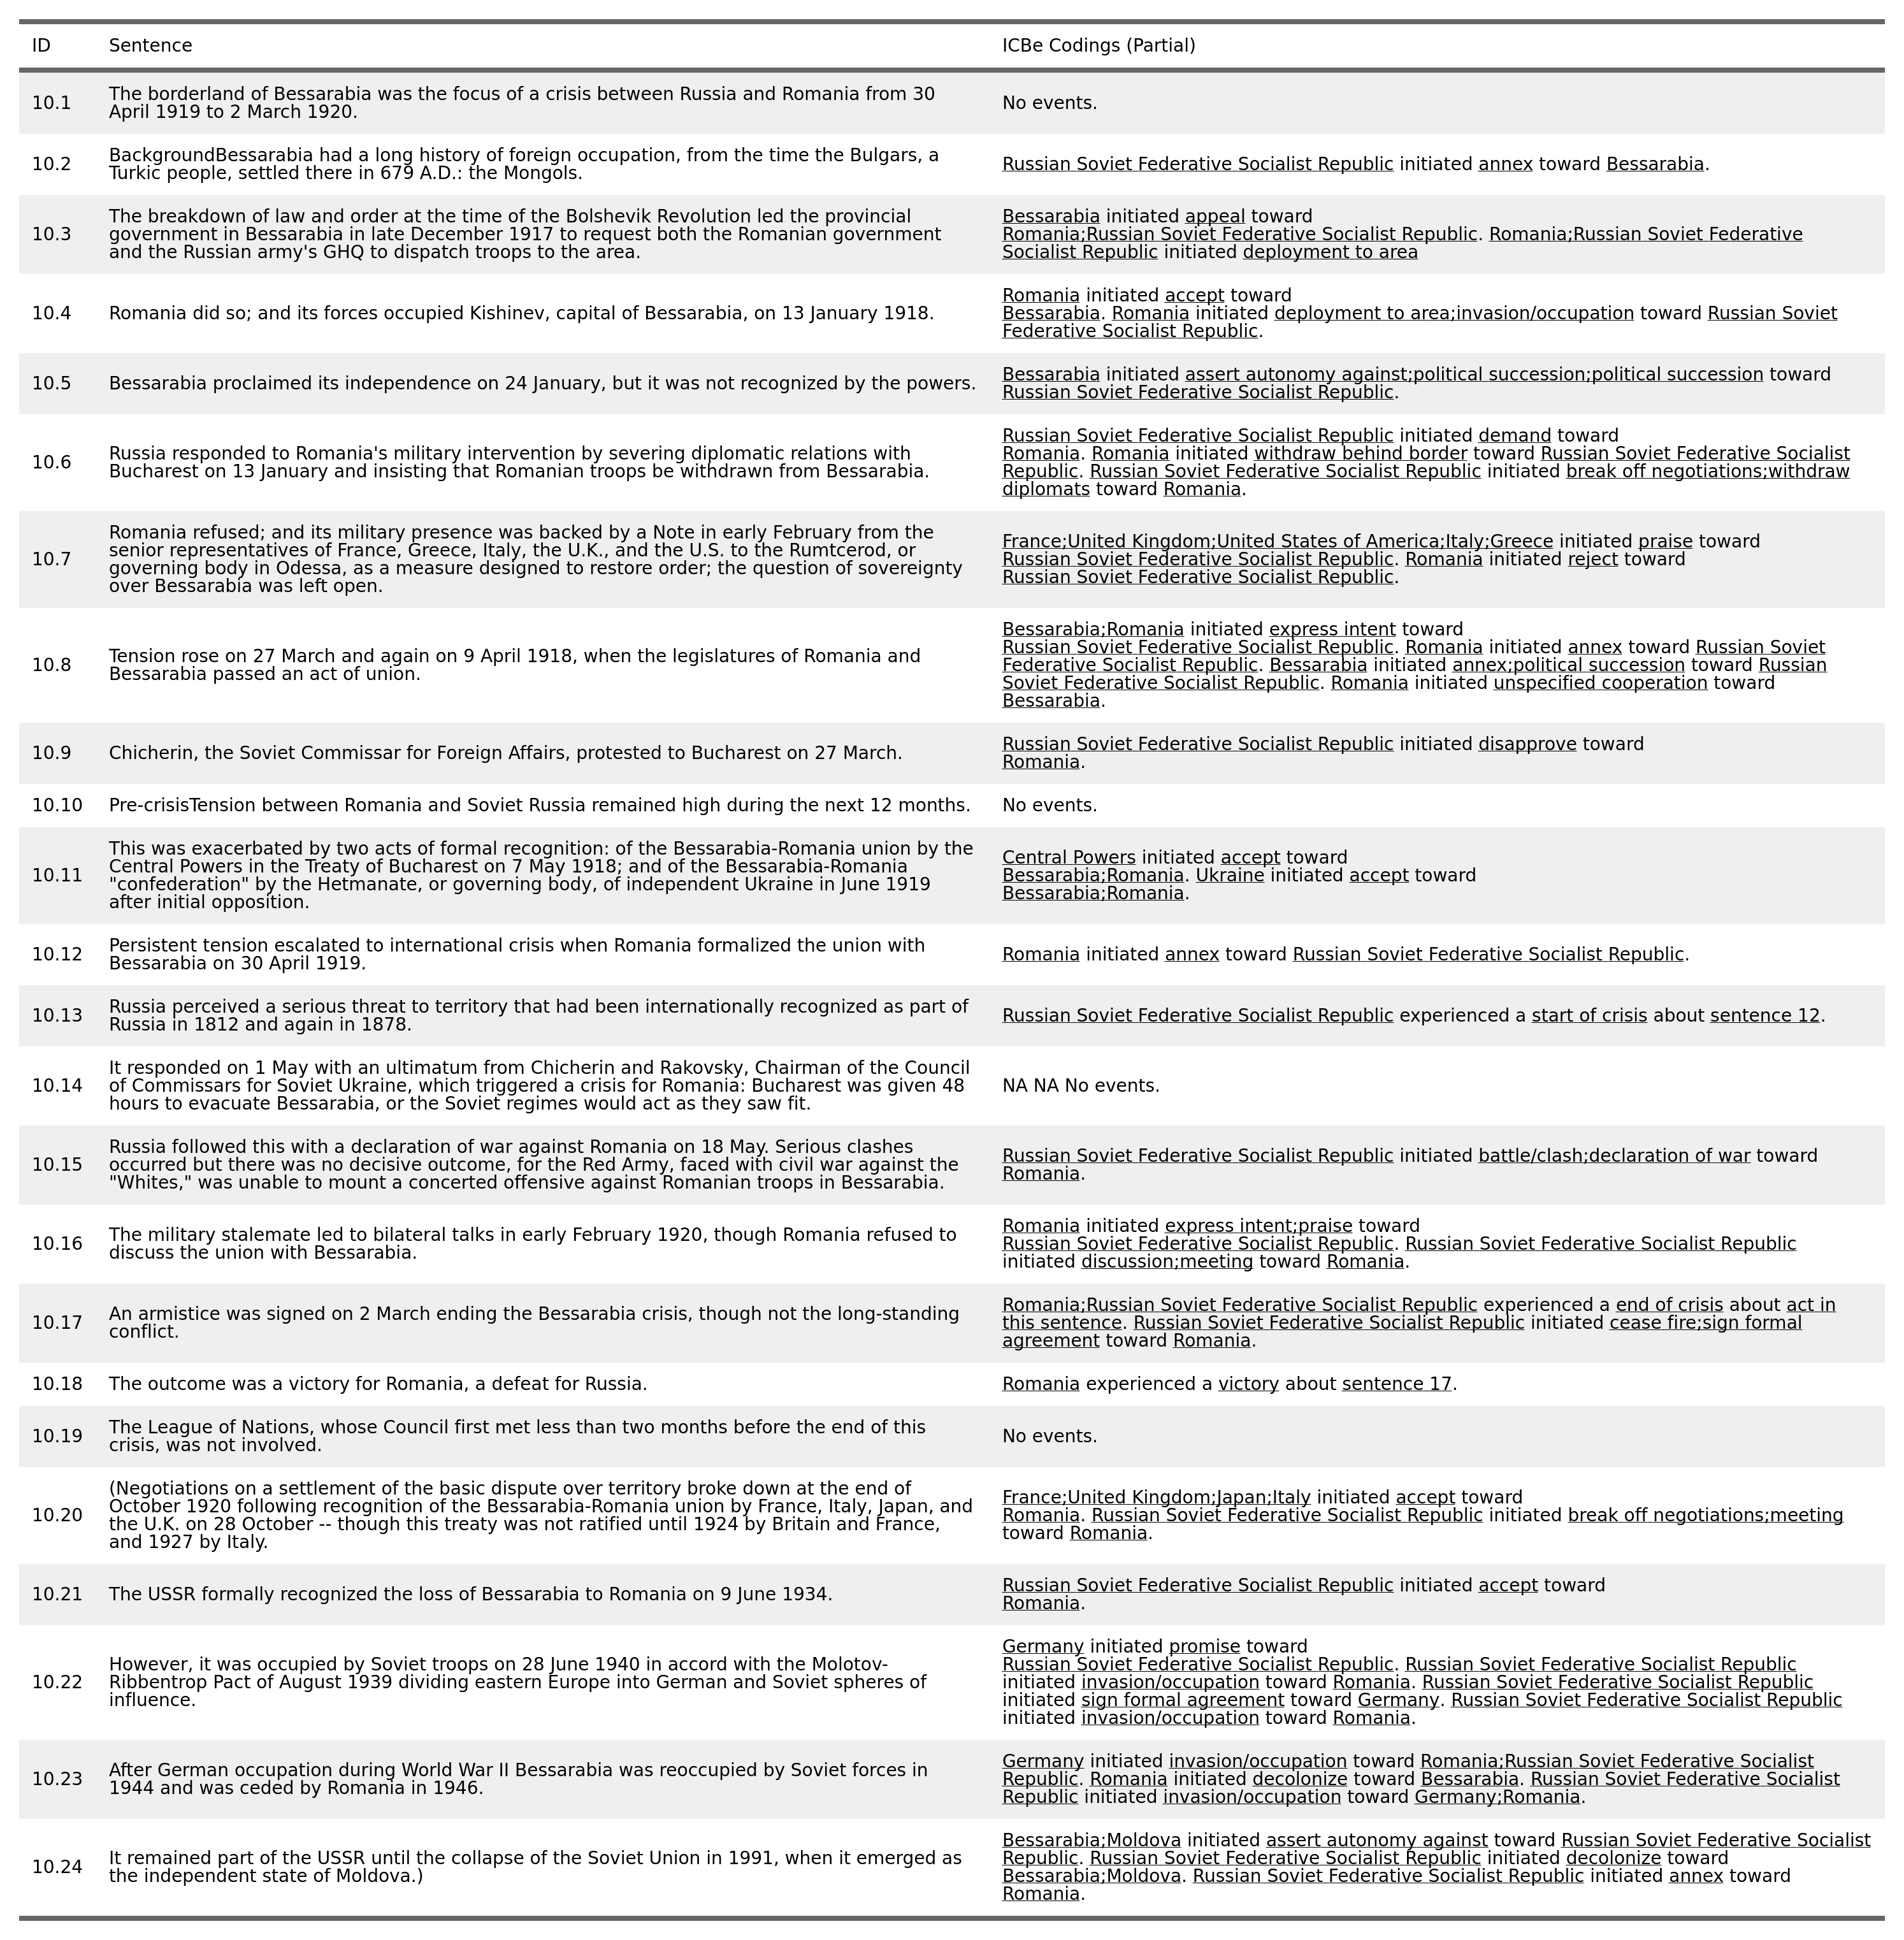 ID Sentence ICBe Codings (Partial)
10.1 The borderland of Bessarabia was the focus of a crisis between Russia and Romania from 30
April 1919 to 2 March 1920.
No events.
10.2 BackgroundBessarabia had a long history of foreign occupation, from the time the Bulgars, a
Turkic people, settled there in 679 A.D.: the Mongols.
Russian Soviet Federative Socialist Republic initiated annex toward Bessarabia.
10.3 The breakdown of law and order at the time of the Bolshevik Revolution led the provincial
government in Bessarabia in late December 1917 to request both the Romanian government
and the Russian army's GHQ to dispatch troops to the area.
Bessarabia initiated appeal toward
Romania;Russian Soviet Federative Socialist Republic. Romania;Russian Soviet Federative
Socialist Republic initiated deployment to area
10.4 Romania did so; and its forces occupied Kishinev, capital of Bessarabia, on 13 January 1918.
Romania initiated accept toward
Bessarabia. Romania initiated deployment to area;invasion/occupation toward Russian Soviet
Federative Socialist Republic.
10.5 Bessarabia proclaimed its independence on 24 January, but it was not recognized by the powers.
Bessarabia initiated assert autonomy against;political succession;political succession toward
Russian Soviet Federative Socialist Republic.
10.6 Russia responded to Romania's military intervention by severing diplomatic relations with
Bucharest on 13 January and insisting that Romanian troops be withdrawn from Bessarabia.
Russian Soviet Federative Socialist Republic initiated demand toward
Romania. Romania initiated withdraw behind border toward Russian Soviet Federative Socialist
Republic. Russian Soviet Federative Socialist Republic initiated break off negotiations;withdraw
diplomats toward Romania.
10.7 Romania refused; and its military presence was backed by a Note in early February from the
senior representatives of France, Greece, Italy, the U.K., and the U.S. to the Rumtcerod, or
governing body in Odessa, as a measure designed to restore order; the question of sovereignty
over Bessarabia was left open.
France;United Kingdom;United States of America;Italy;Greece initiated praise toward
Russian Soviet Federative Socialist Republic. Romania initiated reject toward
Russian Soviet Federative Socialist Republic.
10.8 Tension rose on 27 March and again on 9 April 1918, when the legislatures of Romania and
Bessarabia passed an act of union.
Bessarabia;Romania initiated express intent toward
Russian Soviet Federative Socialist Republic. Romania initiated annex toward Russian Soviet
Federative Socialist Republic. Bessarabia initiated annex;political succession toward Russian
Soviet Federative Socialist Republic. Romania initiated unspecified cooperation toward
Bessarabia.
10.9 Chicherin, the Soviet Commissar for Foreign Affairs, protested to Bucharest on 27 March.
Russian Soviet Federative Socialist Republic initiated disapprove toward
Romania.
10.10 Pre-crisisTension between Romania and Soviet Russia remained high during the next 12 months.
No events.
10.11 This was exacerbated by two acts of formal recognition: of the Bessarabia-Romania union by the
Central Powers in the Treaty of Bucharest on 7 May 1918; and of the Bessarabia-Romania
"confederation" by the Hetmanate, or governing body, of independent Ukraine in June 1919
after initial opposition.
Central Powers initiated accept toward
Bessarabia;Romania. Ukraine initiated accept toward
Bessarabia;Romania.
10.12 Persistent tension escalated to international crisis when Romania formalized the union with
Bessarabia on 30 April 1919.
Romania initiated annex toward Russian Soviet Federative Socialist Republic.
10.13 Russia perceived a serious threat to territory that had been internationally recognized as part of
Russia in 1812 and again in 1878.
Russian Soviet Federative Socialist Republic experienced a start of crisis about sentence 12.
10.14 It responded on 1 May with an ultimatum from Chicherin and Rakovsky, Chairman of the Council
of Commissars for Soviet Ukraine, which triggered a crisis for Romania: Bucharest was given 48
hours to evacuate Bessarabia, or the Soviet regimes would act as they saw fit.
NA NA No events.
10.15 Russia followed this with a declaration of war against Romania on 18 May. Serious clashes
occurred but there was no decisive outcome, for the Red Army, faced with civil war against the
"Whites," was unable to mount a concerted offensive against Romanian troops in Bessarabia.
Russian Soviet Federative Socialist Republic initiated battle/clash;declaration of war toward
Romania.
10.16 The military stalemate led to bilateral talks in early February 1920, though Romania refused to
discuss the union with Bessarabia.
Romania initiated express intent;praise toward
Russian Soviet Federative Socialist Republic. Russian Soviet Federative Socialist Republic
initiated discussion;meeting toward Romania.
10.17 An armistice was signed on 2 March ending the Bessarabia crisis, though not the long-standing
conflict.
Romania;Russian Soviet Federative Socialist Republic experienced a end of crisis about act in
this sentence. Russian Soviet Federative Socialist Republic initiated cease fire;sign formal
agreement toward Romania.
10.18 The outcome was a victory for Romania, a defeat for Russia.
Romania experienced a victory about sentence 17.
10.19 The League of Nations, whose Council first met less than two months before the end of this
crisis, was not involved.
No events.
10.20 (Negotiations on a settlement of the basic dispute over territory broke down at the end of
October 1920 following recognition of the Bessarabia-Romania union by France, Italy, Japan, and
the U.K. on 28 October -- though this treaty was not ratified until 1924 by Britain and France,
and 1927 by Italy.
France;United Kingdom;Japan;Italy initiated accept toward
Romania. Russian Soviet Federative Socialist Republic initiated break off negotiations;meeting
toward Romania.
10.21 The USSR formally recognized the loss of Bessarabia to Romania on 9 June 1934.
Russian Soviet Federative Socialist Republic initiated accept toward
Romania.
10.22 However, it was occupied by Soviet troops on 28 June 1940 in accord with the Molotov-
Ribbentrop Pact of August 1939 dividing eastern Europe into German and Soviet spheres of
influence.
Germany initiated promise toward
Russian Soviet Federative Socialist Republic. Russian Soviet Federative Socialist Republic
initiated invasion/occupation toward Romania. Russian Soviet Federative Socialist Republic
initiated sign formal agreement toward Germany. Russian Soviet Federative Socialist Republic
initiated invasion/occupation toward Romania.
10.23 After German occupation during World War II Bessarabia was reoccupied by Soviet forces in
1944 and was ceded by Romania in 1946.
Germany initiated invasion/occupation toward Romania;Russian Soviet Federative Socialist
Republic. Romania initiated decolonize toward Bessarabia. Russian Soviet Federative Socialist
Republic initiated invasion/occupation toward Germany;Romania.
10.24 It remained part of the USSR until the collapse of the Soviet Union in 1991, when it emerged as
the independent state of Moldova.)
Bessarabia;Moldova initiated assert autonomy against toward Russian Soviet Federative Socialist
Republic. Russian Soviet Federative Socialist Republic initiated decolonize toward
Bessarabia;Moldova. Russian Soviet Federative Socialist Republic initiated annex toward
Romania.